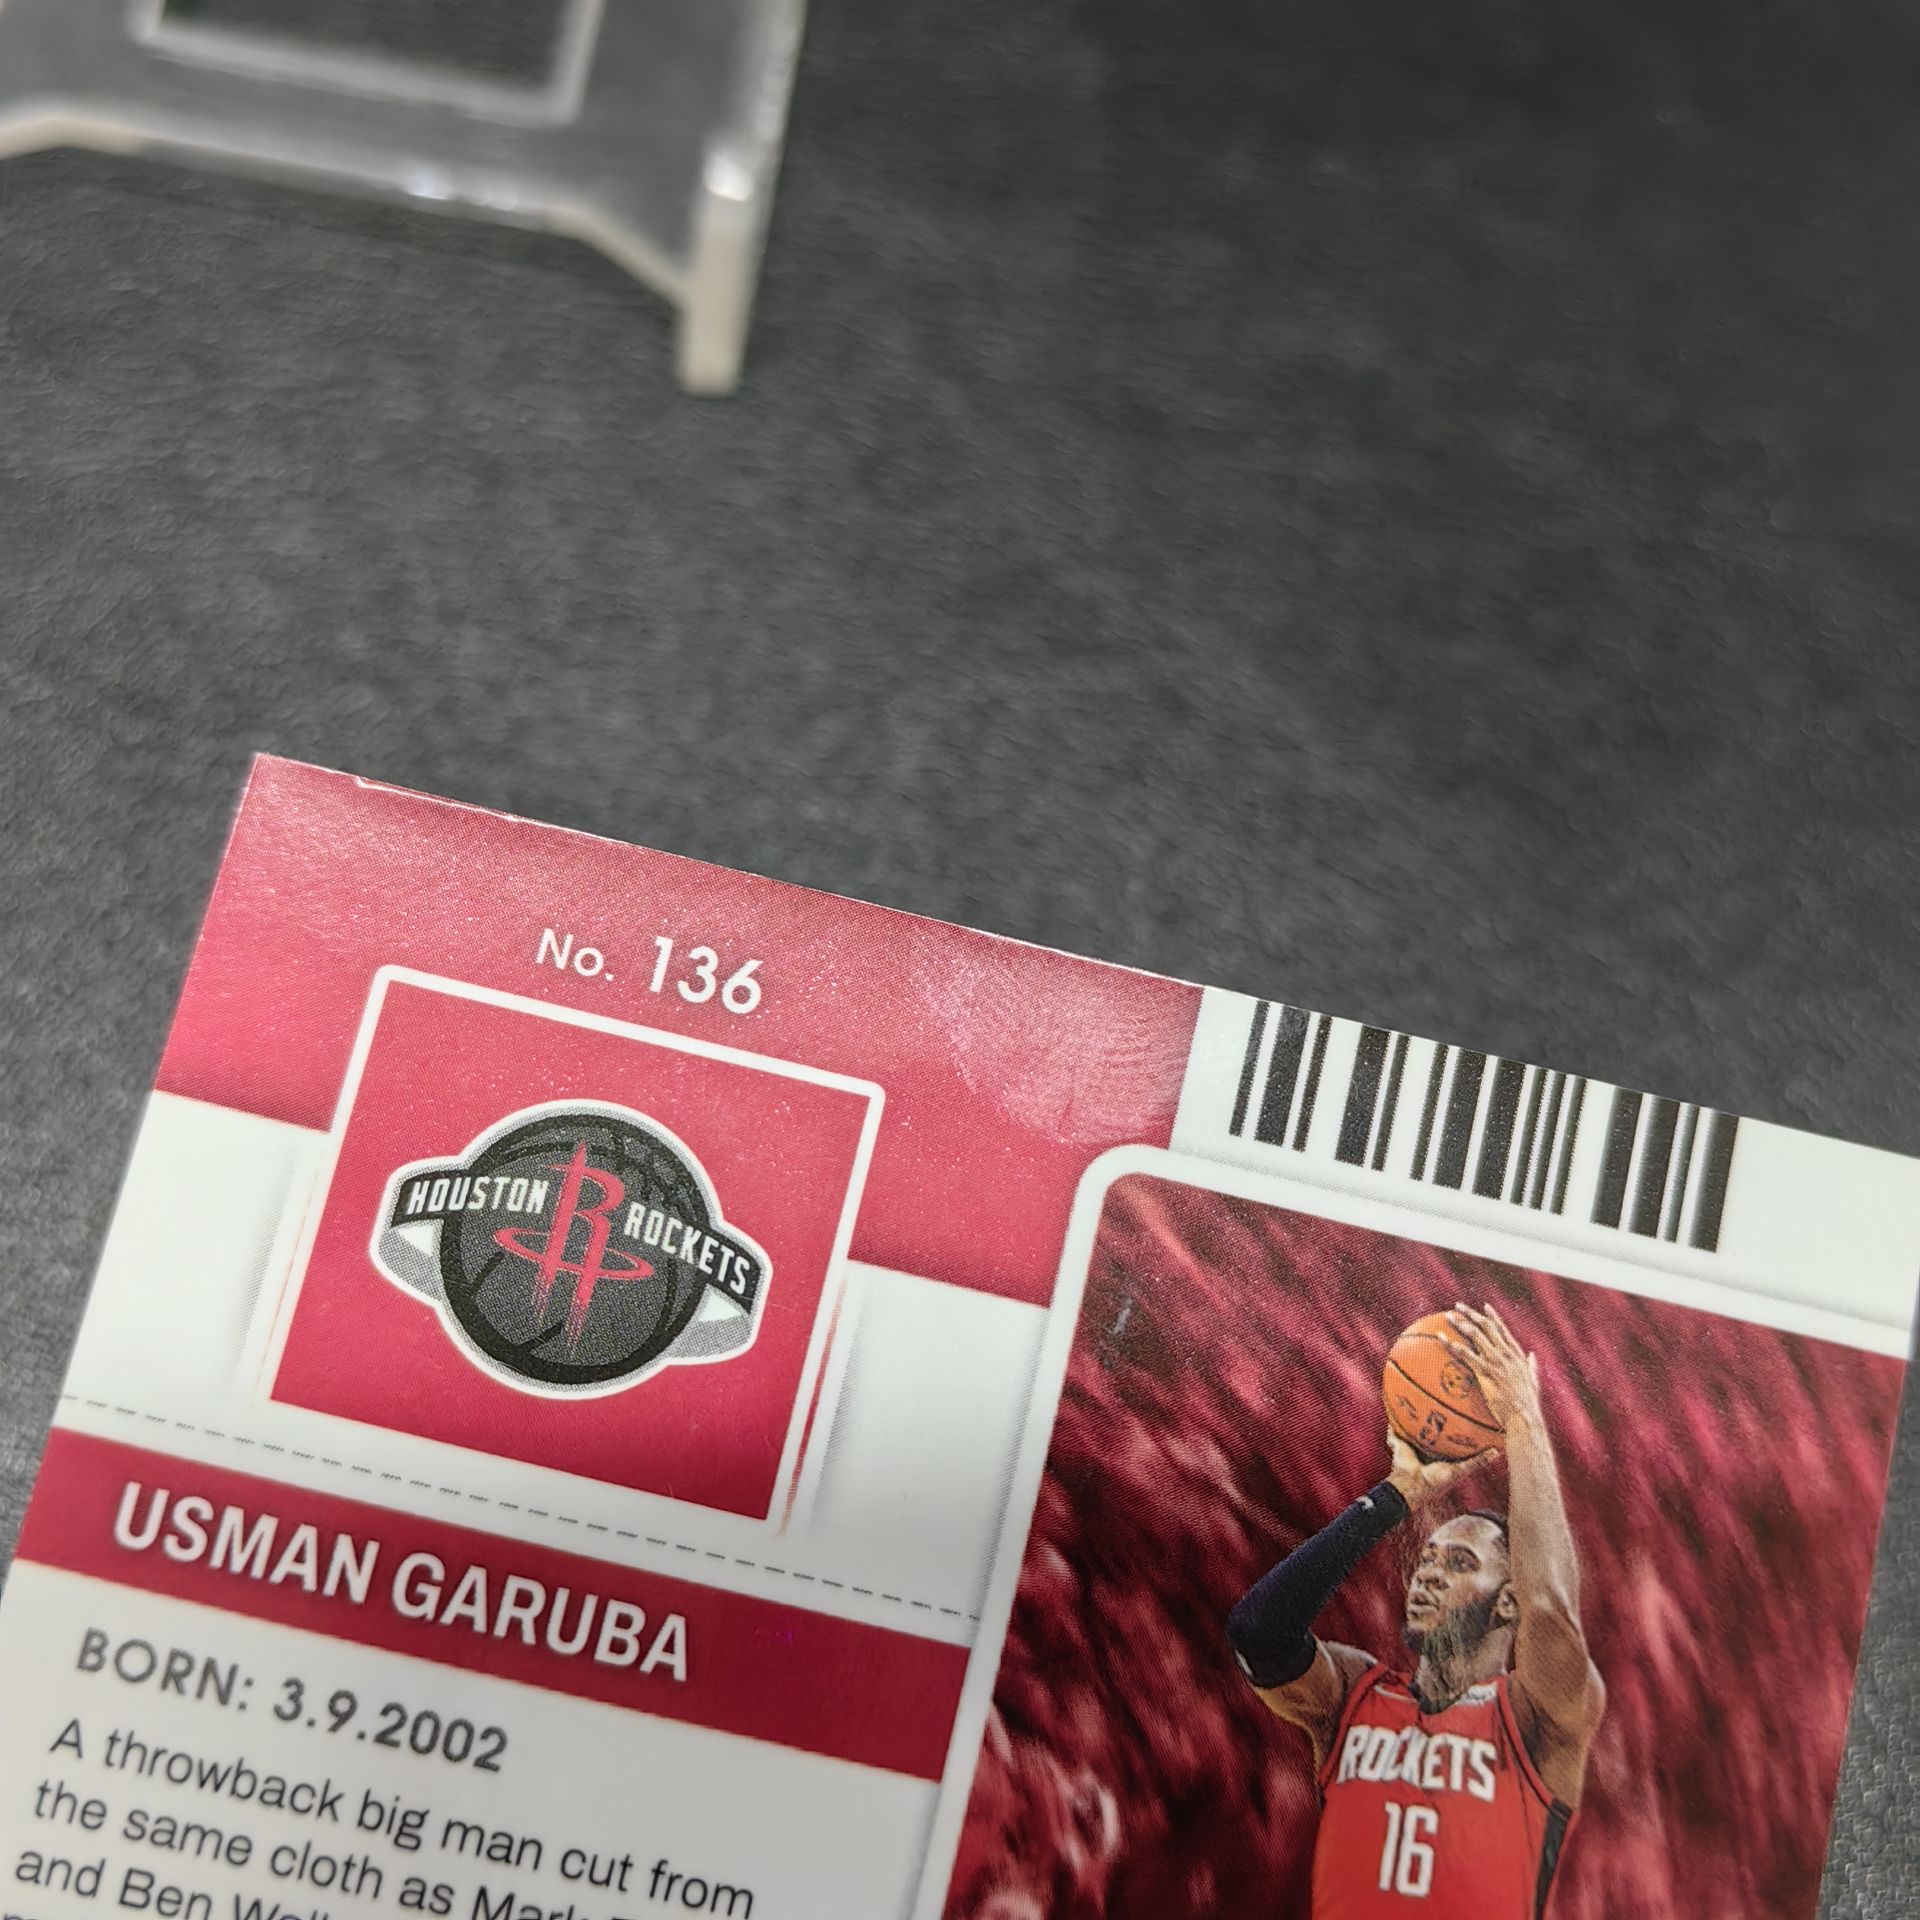 No. 136
HOUSTON ROCKETS
USMAN GARUBA
BORN: 3.9.2002
A throwback big man cut from
the same cloth as Mark
and Ben
ROCKETS
16